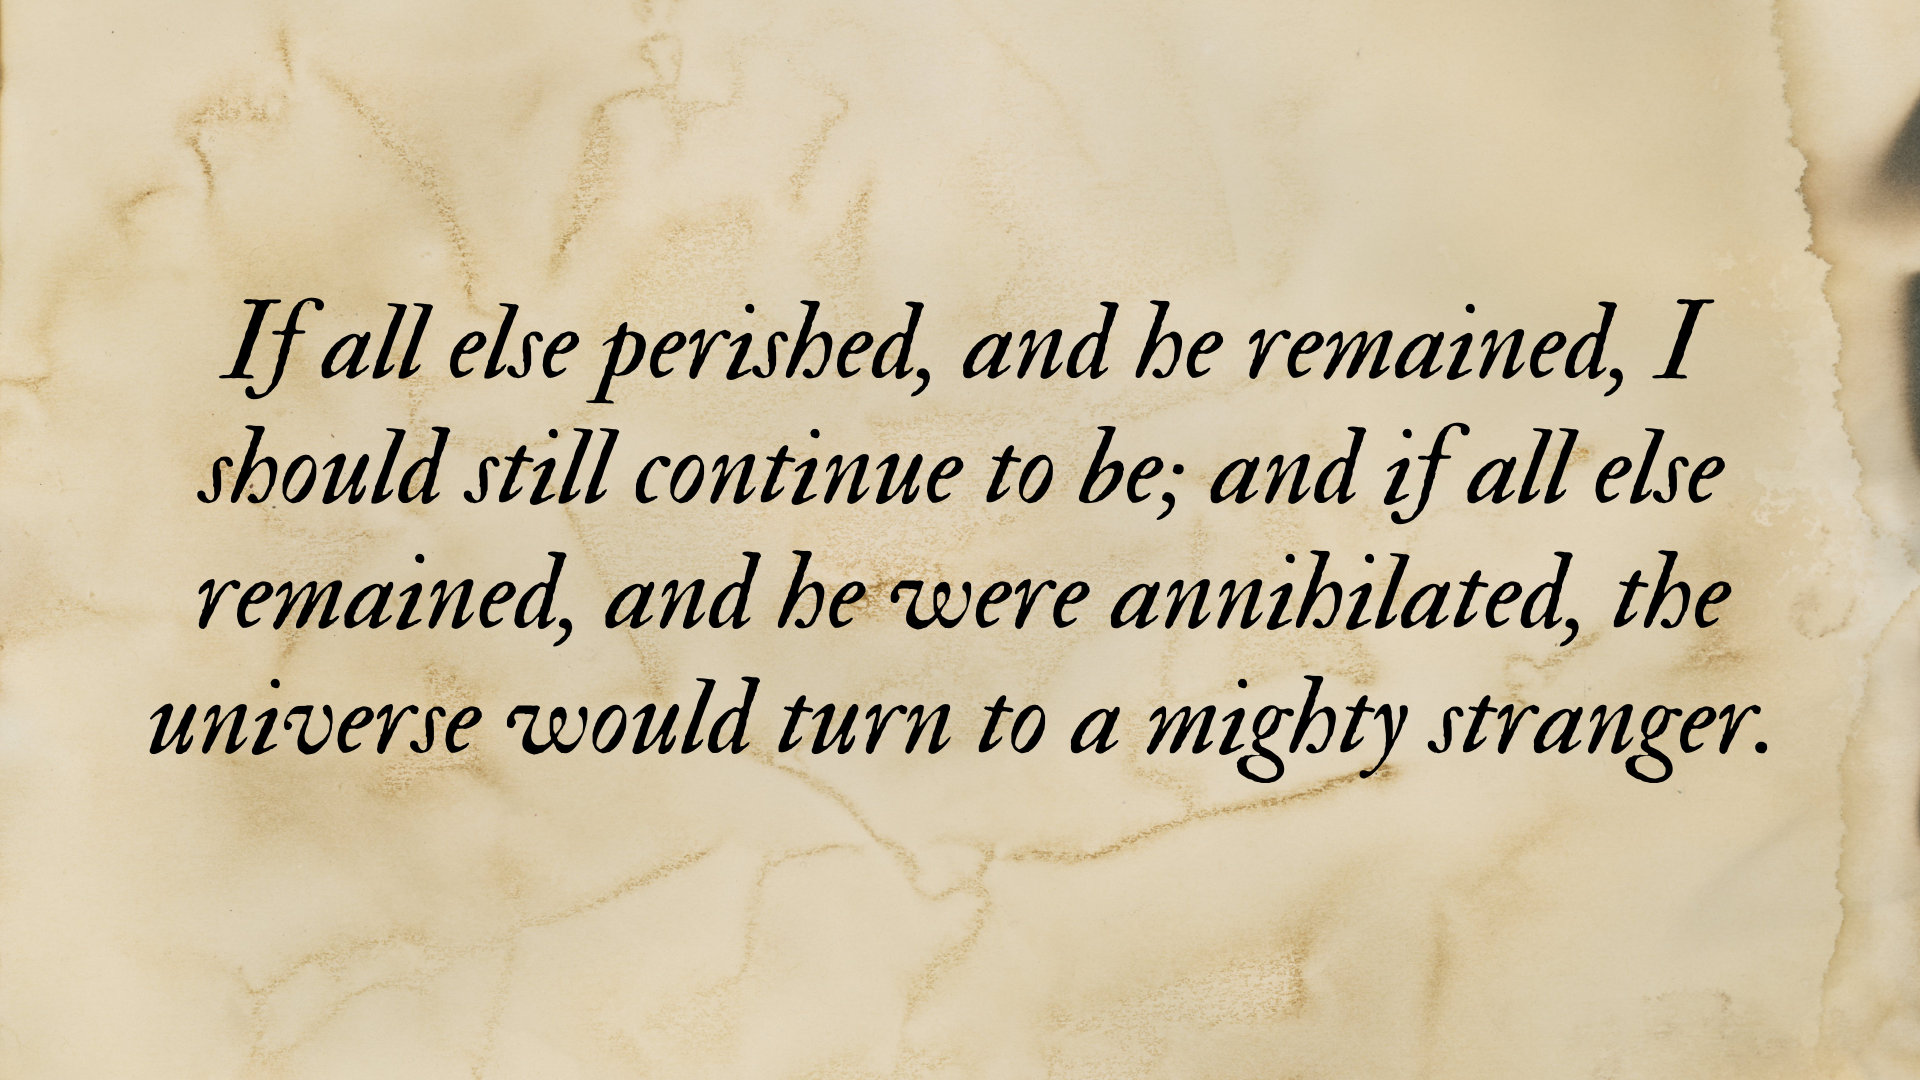 If all else perished, and he remained, I
should still continue to be; and if all else
remained, and he were annihilated, the
universe would turn to a mighty stranger.